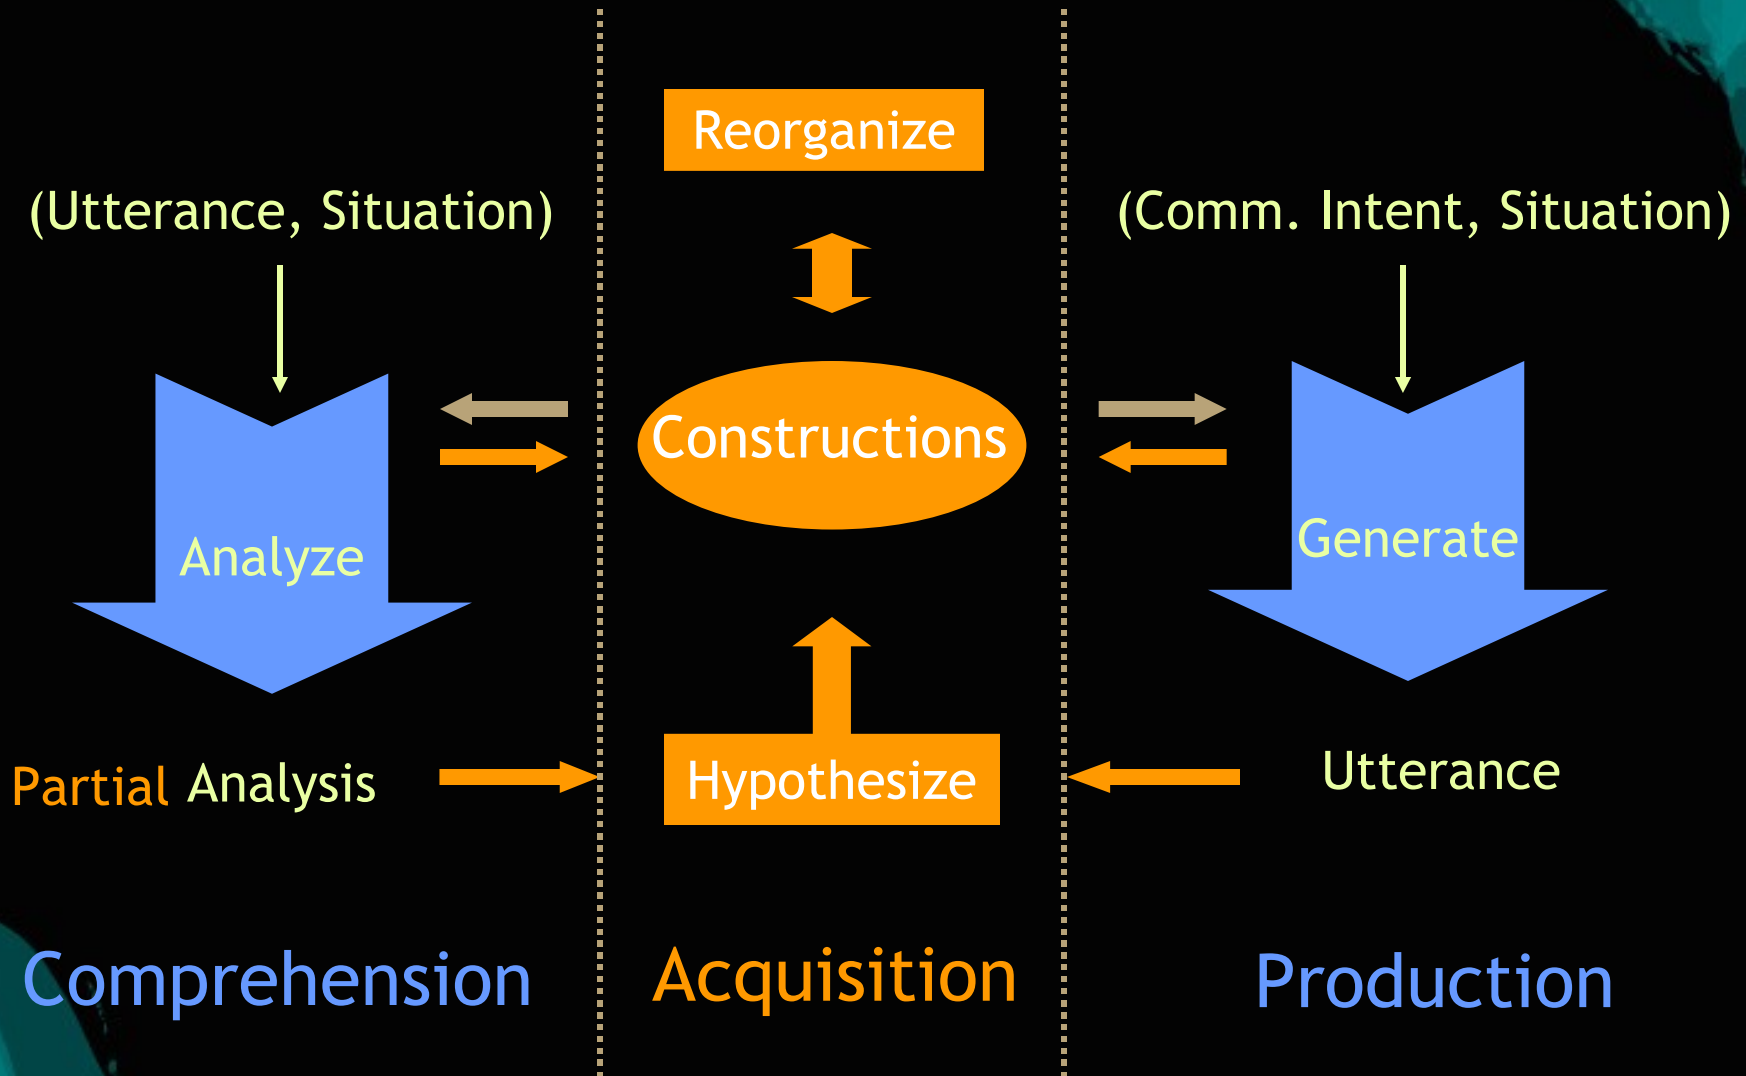 Reorganize
(Utterance, Situation)
(Comm. Intent, Situation)
Constructions
Analyze
Generate
Partial Analysis
Hypothesize
Utterance
Comprehension
Acquisition
Production